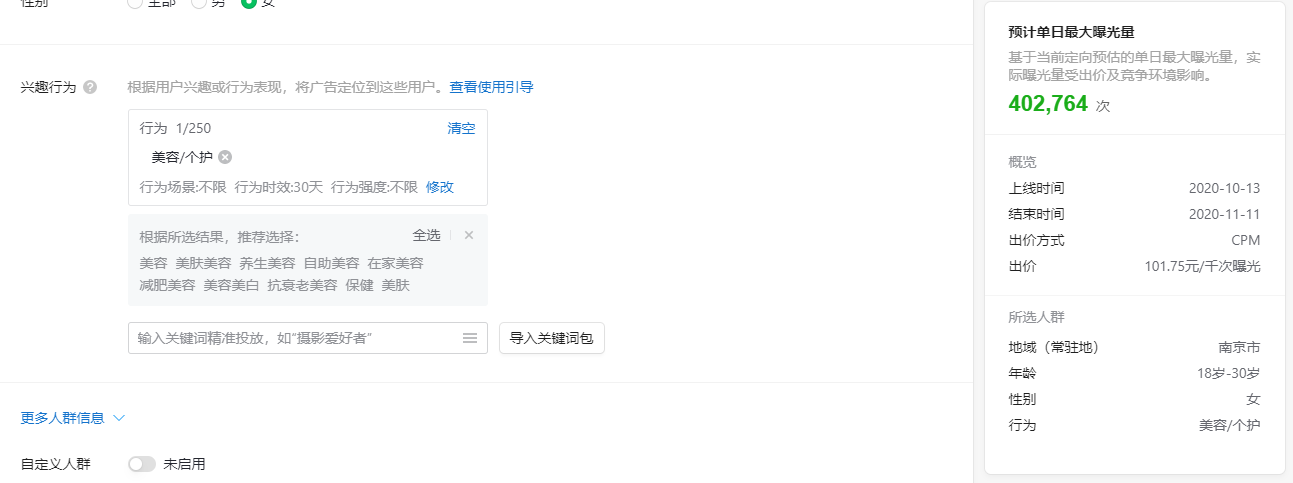 性别 全部 男 女
兴趣行为 ? 根据用户兴趣或行为表现，将广告定位到这些用户。查看使用引导
行为 1/250 清空
美容/个护
行为场景:不限 行为时效:30天 行为强度:不限 修改
根据所选结果，推荐选择： 全选
美容 美肤美容 养生美容 自助美容 在家美容
减肥美容 美容美白 抗衰老美容 保健 美肤
输入关键词精准投放，如“摄影爱好者” 导入关键词包
更多人群信息
自定义人群 未启用
预计单日最大曝光量
基于当前定向预估的单日最大曝光量，实
际曝光量受出价及竞争环境影响。
402,764 次
概览
上线时间 2020-10-13
结束时间 2020-11-11
出价方式 CPM
出价 101.75元/千次曝光
所选人群
地域（常驻地） 南京市
年龄 18岁-30岁
性别 女
行为 美容/个护